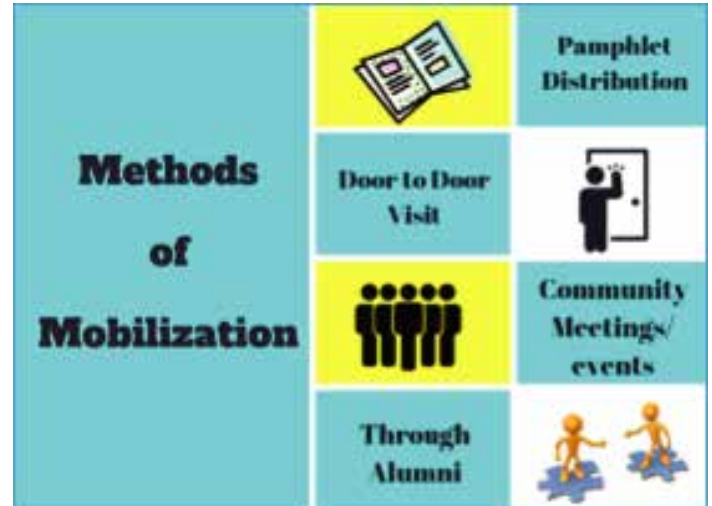 Methods
of
Mobilization
Pamphlet
Distribution
Door to Door
Visit
Community
Meetings/
events
Through
Alumni